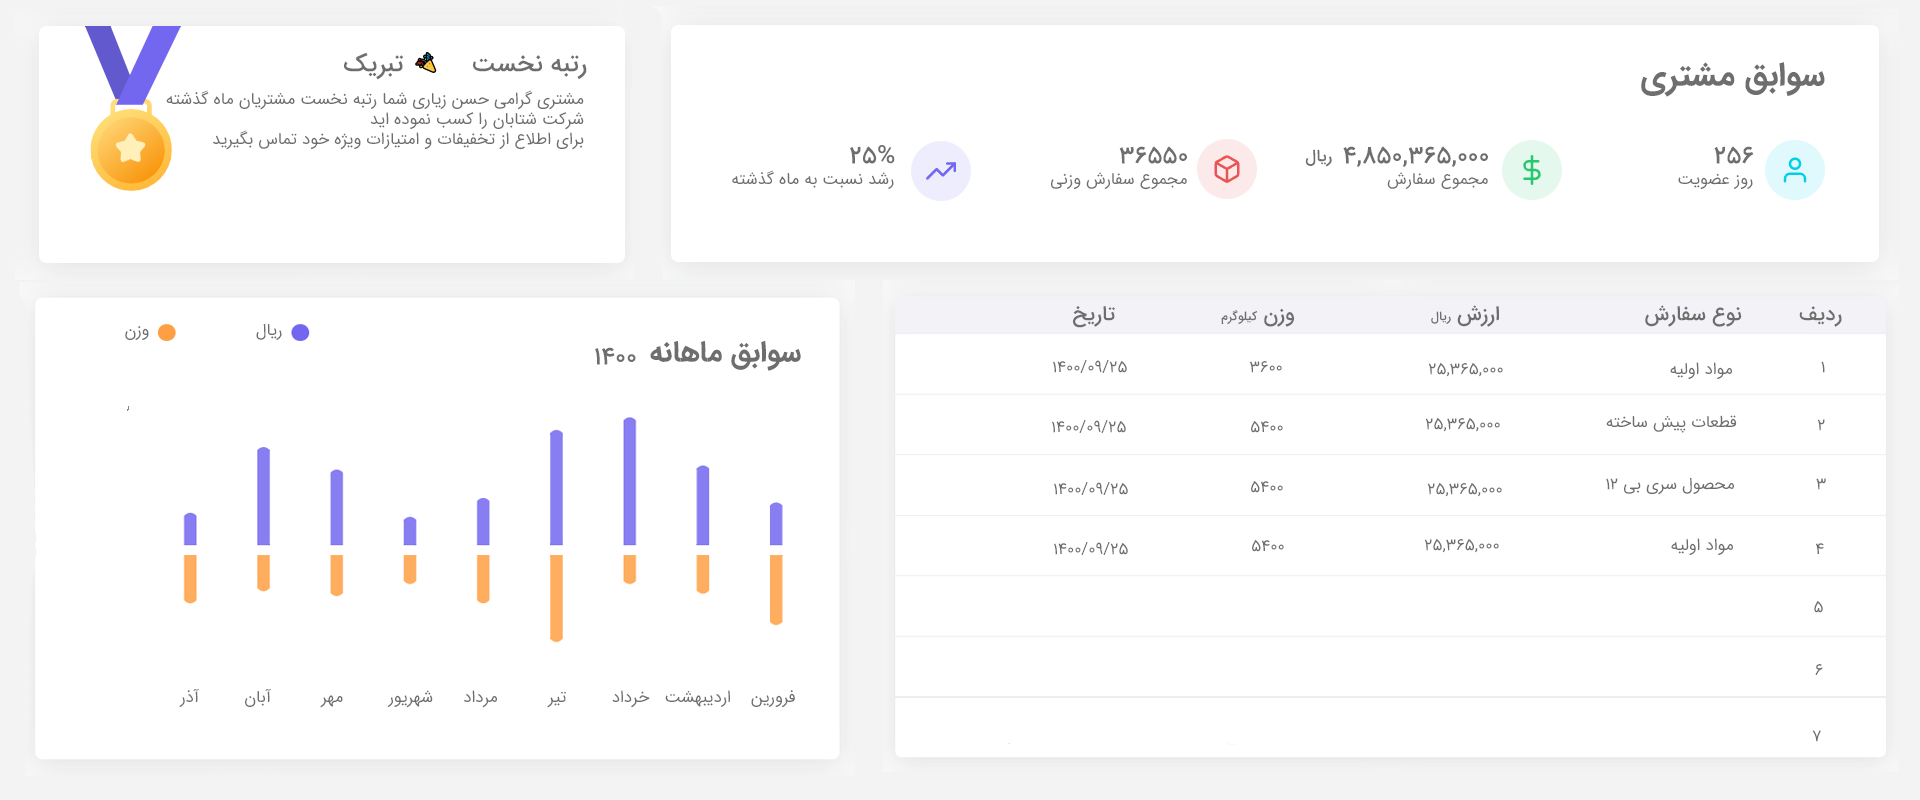 سوابق مشتری
۲۵۶
روز عضویت
۴,۸۵۰,۳۶۵,۰۰۰ ریال
مجموع سفارش
۳۶۵۵۰
مجموع سفارش وزنی
۲۵%
رشد نسبت به ماه گذشته
رتبه نخست تبریک
مشتری گرامی حسن زیاری شما رتبه نخست مشتریان ماه گذشته
شرکت شتابان را کسب نموده اید
برای اطلاع از تخفیفات و امتیازات ویژه خود تماس بگیرید
ردیف نوع سفارش ارزش ریال وزن کیلوگرم تاریخ
۱ مواد اولیه ۲۵,۳۶۵,۰۰۰ ۳۶۰۰ ۱۴۰۰/۰۹/۲۵
۲ قطعات پیش ساخته ۲۵,۳۶۵,۰۰۰ ۵۴۰۰ ۱۴۰۰/۰۹/۲۵
۳ محصول سری بی ۱۲ ۲۵,۳۶۵,۰۰۰ ۵۴۰۰ ۱۴۰۰/۰۹/۲۵
۴ مواد اولیه ۲۵,۳۶۵,۰۰۰ ۵۴۰۰ ۱۴۰۰/۰۹/۲۵
۵
۶
۷
ریال وزن
سوابق ماهانه ۱۴۰۰
فرورین اردیبهشت خرداد تیر مرداد شهریور مهر آبان آذر